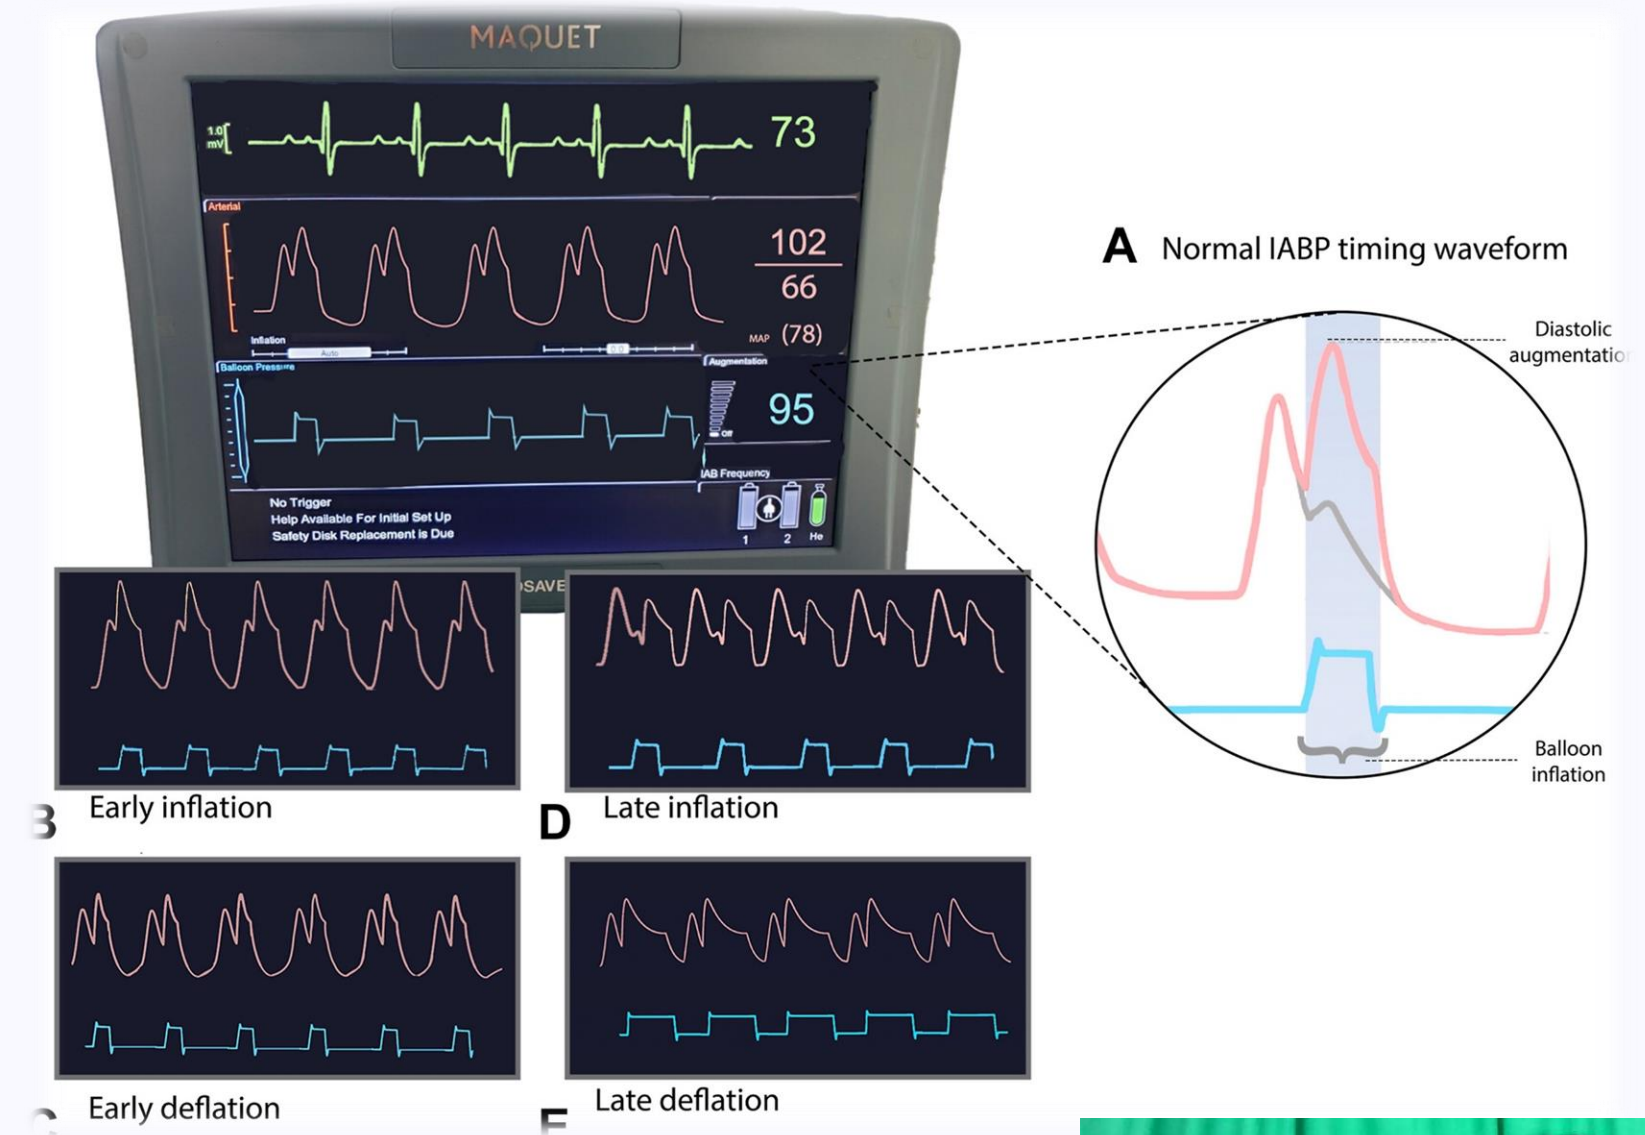 MAQUET
1.0
mV
73
Arterial
102
66
MAP (78)
Inflation
Auto
Balloon Pressure
Augmentation
95
Off
IAB Frequency
No Trigger
Help Available For Initial Set Up
Safety Disk Replacement is Due
1 2 He
A Normal IABP timing waveform
Diastolic
augmentatio
Balloon
inflation
B Early inflation
D Late inflation
Early deflation
Late deflation